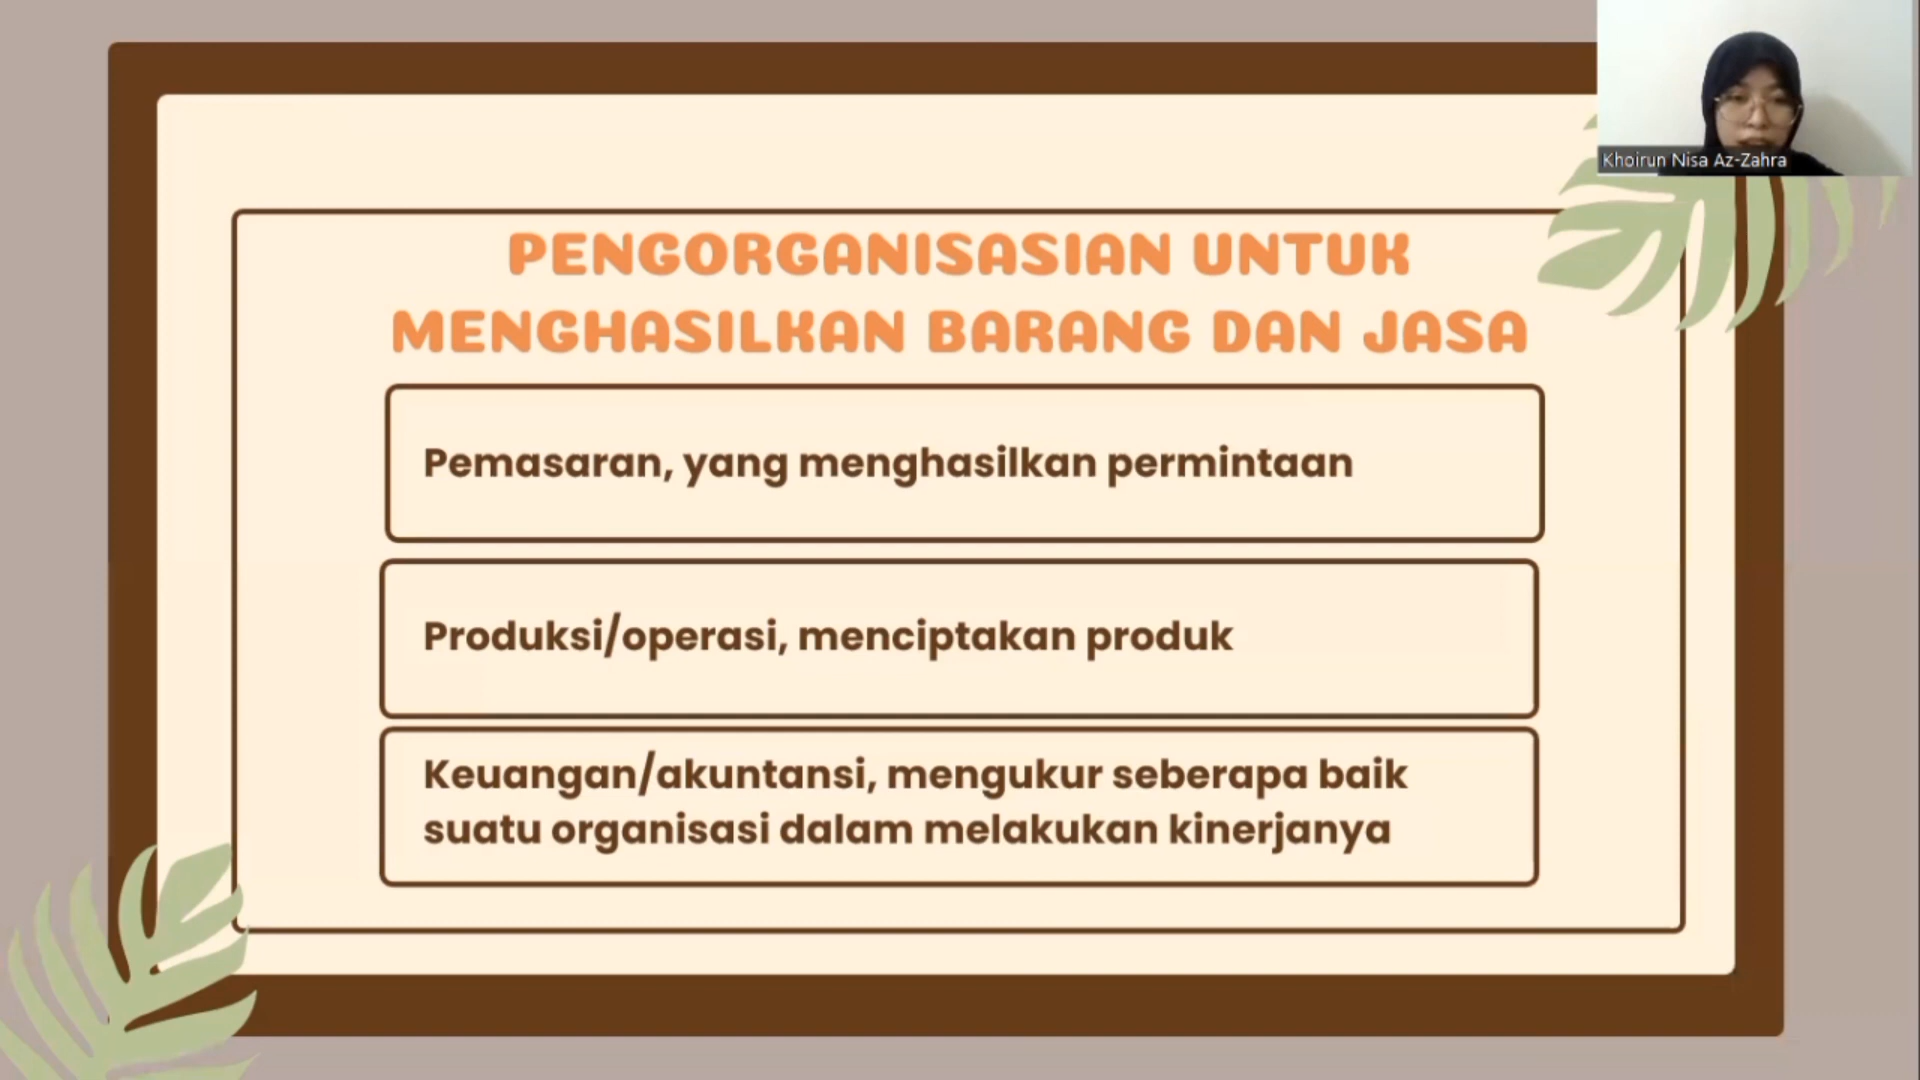 Khoirun Nisa Az-Zahra
PENGORGANISASIAN UNTUK
MENGHASILKAN BARANG DAN JASA
Pemasaran, yang menghasilkan permintaan
Produksi/operasi, menciptakan produk
Keuangan/akuntansi, mengukur seberapa baik
suatu organisasi dalam melakukan kinerjanya